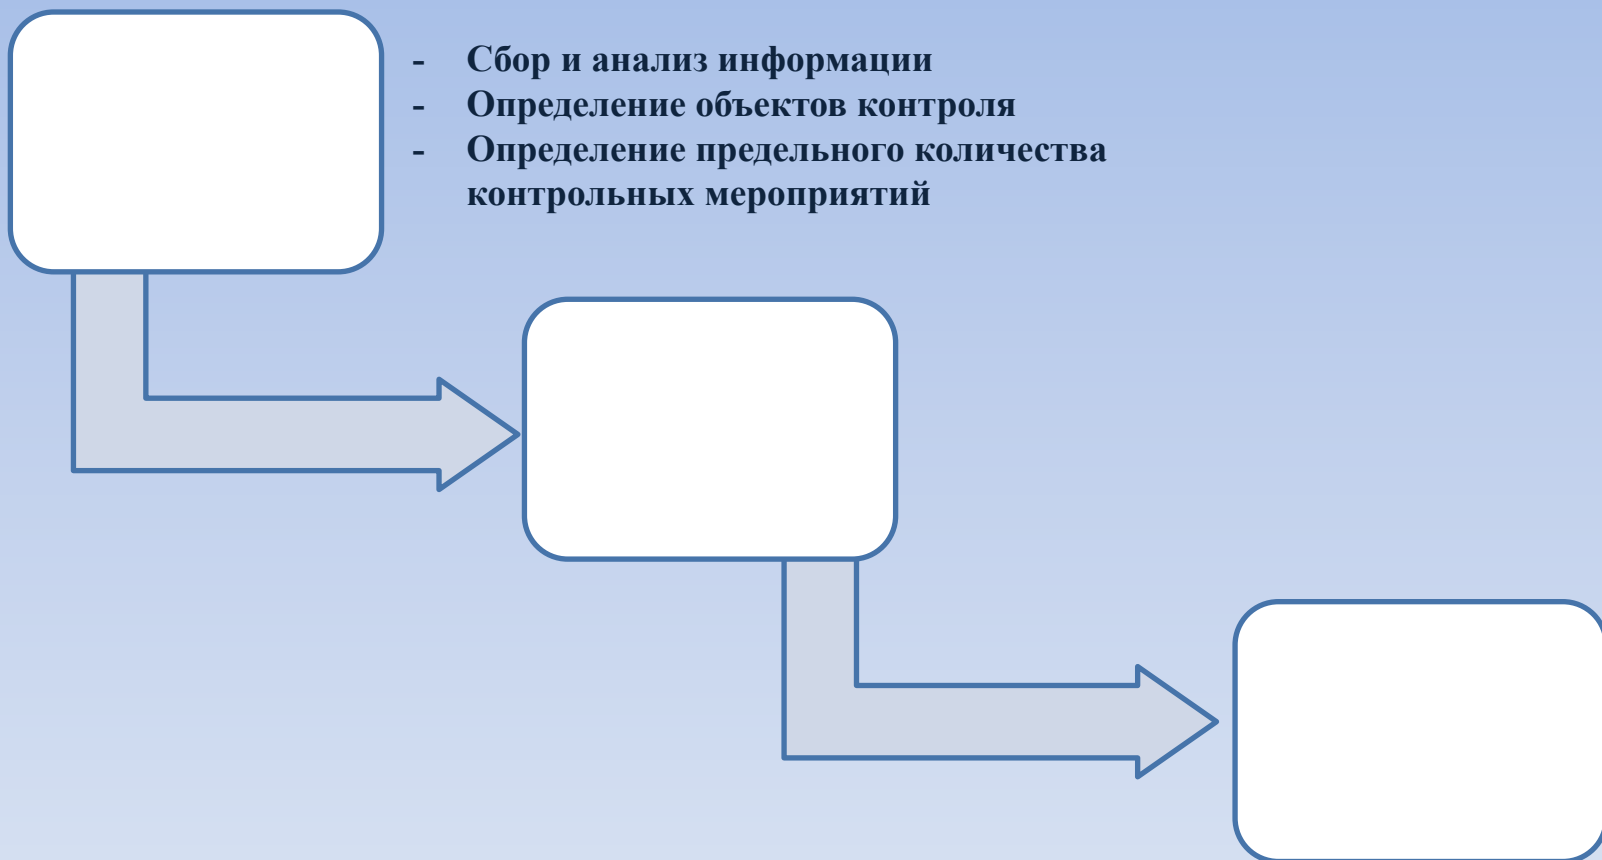 - Сбор и анализ информации
- Определение объектов контроля
- Определение предельного количества
контрольных мероприятий